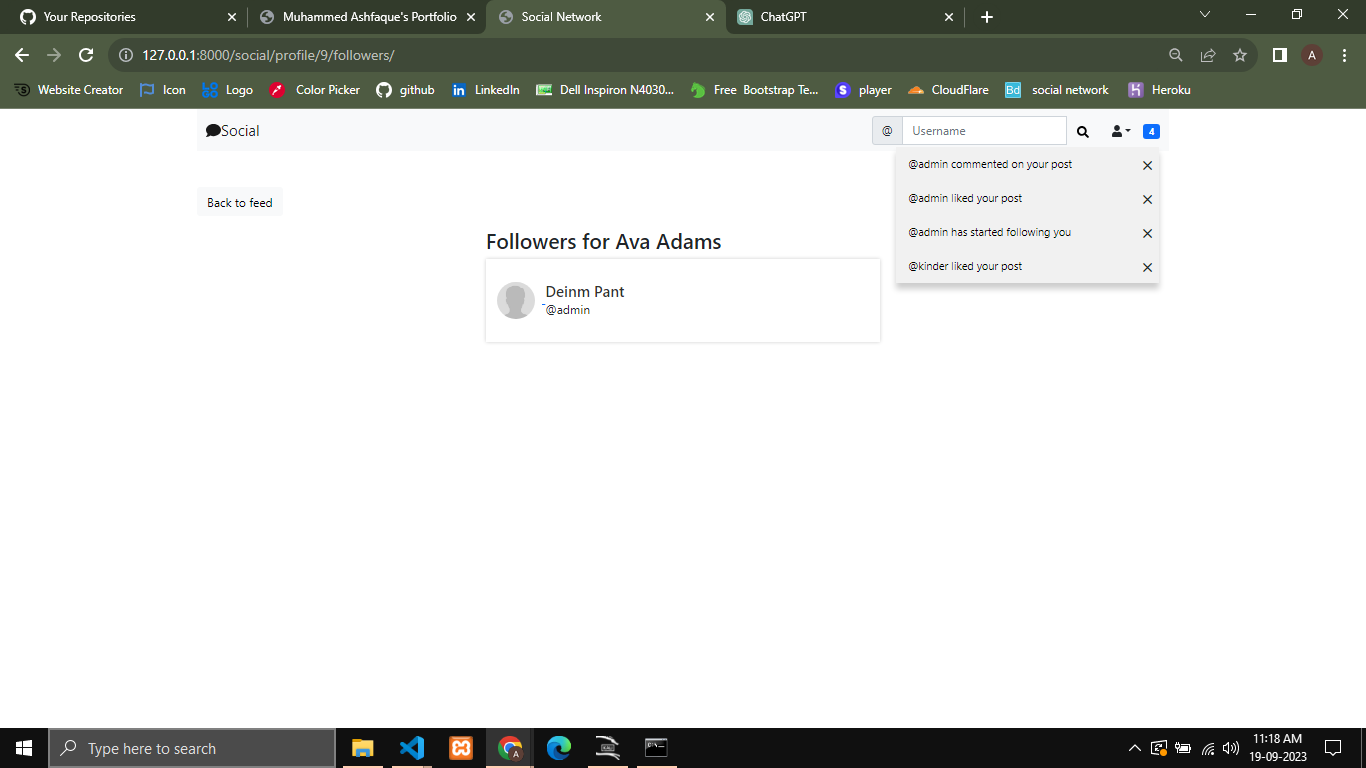 Your Repositories
Muhammed Ashfaque's Portfolio
Social Network
ChatGPT
127.0.0.1:8000/social/profile/9/followers/
A
Website Creator
Icon
Logo
Color Picker
github
LinkedIn
Dell Inspiron N4030...
Free Bootstrap Te...
player
CloudFlare
Bd social network
Heroku
Social
@ Username
4
@admin commented on your post
@admin liked your post
@admin has started following you
@kinder liked your post
Back to feed
Followers for Ava Adams
Deinm Pant
@admin
Type here to search
A
11:18 AM
19-09-2023